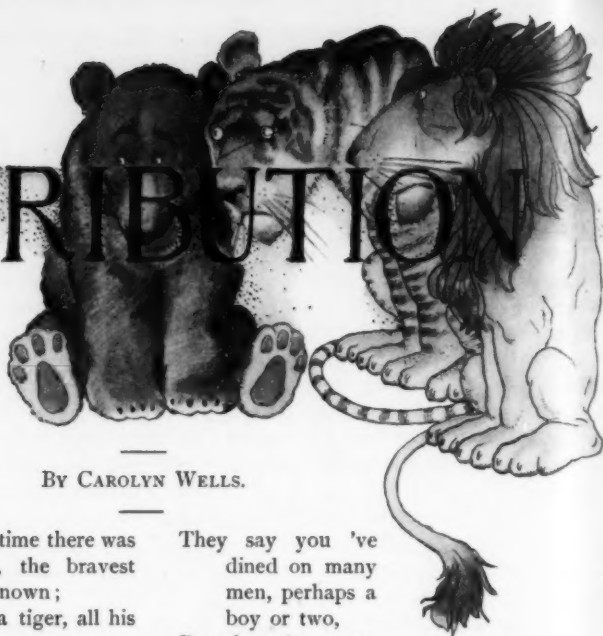 RIBUTION
BY CAROLYN WELLS.
time there was
, the bravest
nown;
a tiger, all his
They say you 've
dined on many
men, perhaps a
boy or two,